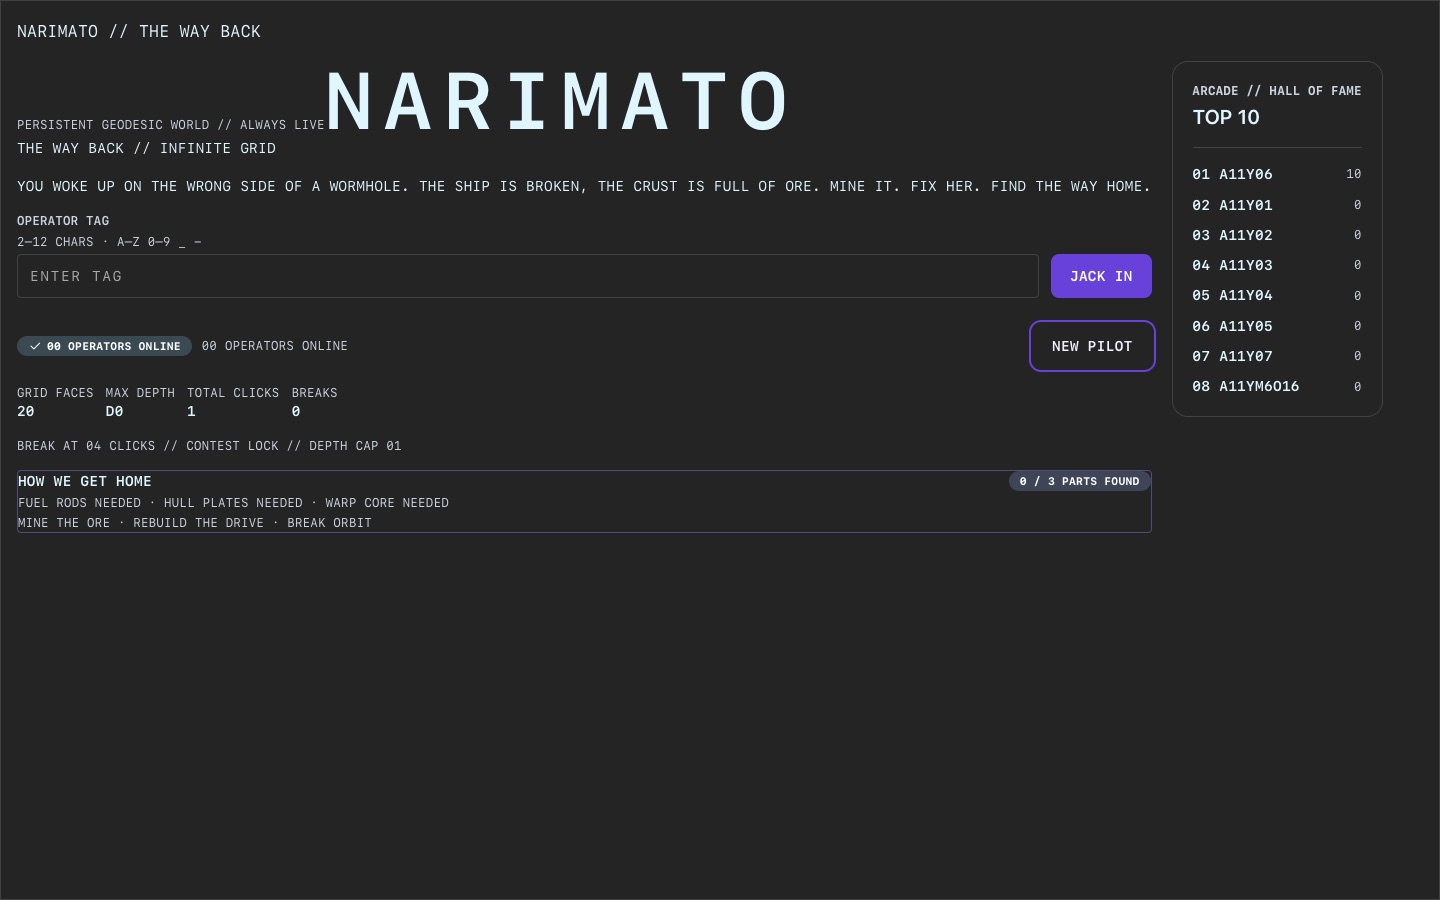 NARIMATO // THE WAY BACK
PERSISTENT GEODESIC WORLD // ALWAYS LIVE NARIMATO
THE WAY BACK // INFINITE GRID
YOU WOKE UP ON THE WRONG SIDE OF A WORMHOLE. THE SHIP IS BROKEN, THE CRUST IS FULL OF ORE. MINE IT. FIX HER. FIND THE WAY HOME.
OPERATOR TAG
2–12 CHARS · A–Z 0–9 _ –
ENTER TAG
JACK IN
00 OPERATORS ONLINE 00 OPERATORS ONLINE
NEW PILOT
GRID FACES MAX DEPTH TOTAL CLICKS BREAKS
20 D0 1 0
BREAK AT 04 CLICKS // CONTEST LOCK // DEPTH CAP 01
HOW WE GET HOME
0 / 3 PARTS FOUND
FUEL RODS NEEDED · HULL PLATES NEEDED · WARP CORE NEEDED
MINE THE ORE · REBUILD THE DRIVE · BREAK ORBIT
ARCADE // HALL OF FAME
TOP 10
01 A11Y06 10
02 A11Y01 0
03 A11Y02 0
04 A11Y03 0
05 A11Y04 0
06 A11Y05 0
07 A11Y07 0
08 A11YM6O16 0